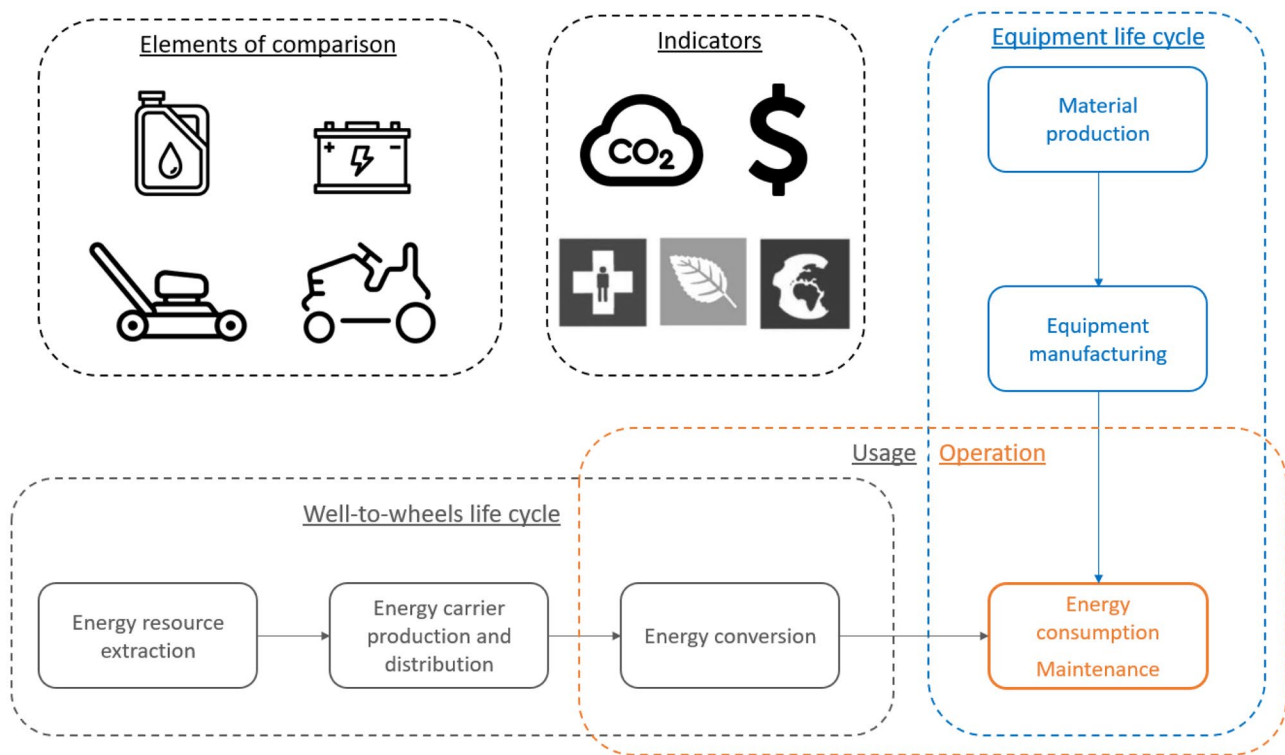 Elements of comparison
Indicators
Equipment life cycle
+
-
CO₂
$
Material
production
Equipment
manufacturing
Usage
Operation
Well-to-wheels life cycle
Energy resource
extraction
Energy carrier
production and
distribution
Energy conversion
Energy
consumption
Maintenance